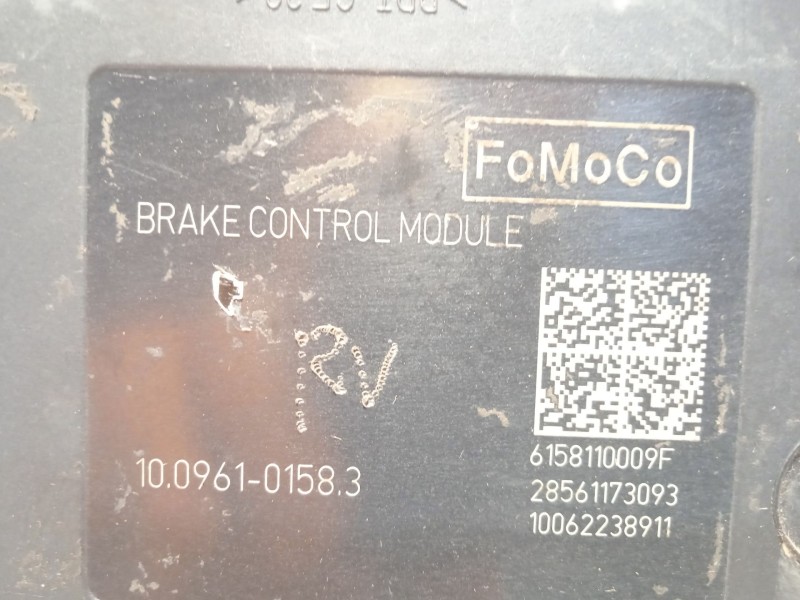 FoMoCo
BRAKE CONTROL MODULE
12V
10.0961-0158.3
6158110009F
28561173093
10062238911